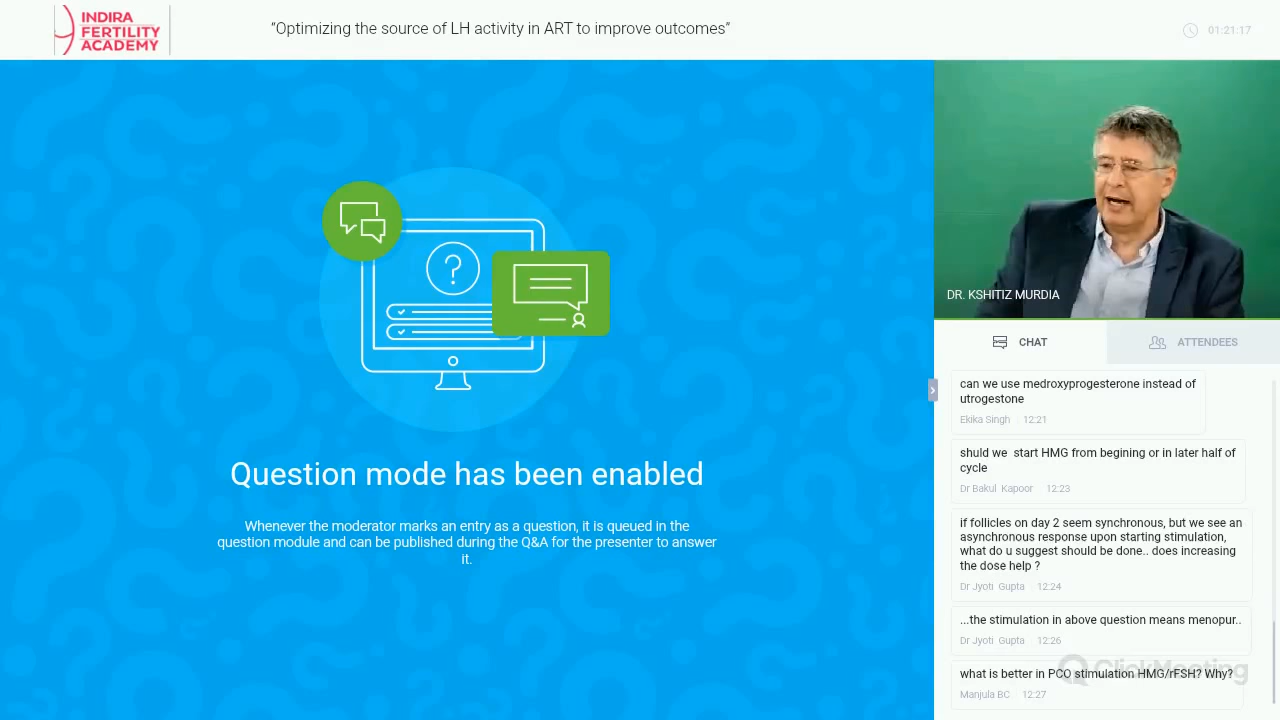 INDIRA
FERTILITY
ACADEMY
“Optimizing the source of LH activity in ART to improve outcomes”
01:21:17
DR. KSHITIZ MURDIA
CHAT
ATTENDEES
can we use medroxyprogesterone instead of
utrogestone
Ekika Singh 12:21
shuld we start HMG from begining or in later half of
cycle
Dr Bakul Kapoor 12:23
if follicles on day 2 seem synchronous, but we see an
asynchronous response upon starting stimulation,
what do u suggest should be done.. does increasing
the dose help ?
Dr Jyoti Gupta 12:24
...the stimulation in above question means menopur..
Dr Jyoti Gupta 12:26
what is better in PCO stimulation HMG/rFSH? Why?
Manjula BC 12:27
ClickMeeting
?
Question mode has been enabled
Whenever the moderator marks an entry as a question, it is queued in the
question module and can be published during the Q&A for the presenter to answer
it.